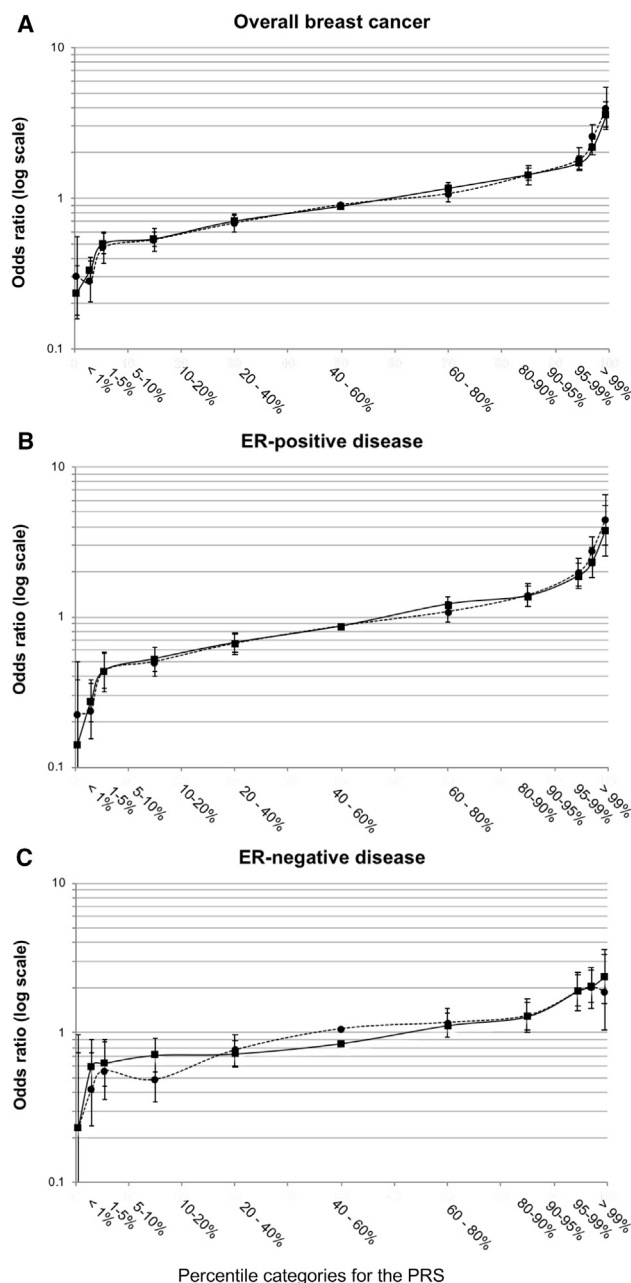 A
Overall breast cancer
10
1
0.1
Odds ratio (log scale)
< 1%
1-5%
5-10%
10-20%
20 - 40%
40 - 60%
60 - 80%
80-90%
90-95%
95-99%
> 99%
B
ER-positive disease
10
1
0.1
Odds ratio (log scale)
< 1%
1-5%
5-10%
10-20%
20 - 40%
40 - 60%
60 - 80%
80-90%
90-95%
95-99%
> 99%
C
ER-negative disease
10
1
0.1
Odds ratio (log scale)
< 1%
1-5%
5-10%
10-20%
20 - 40%
40 - 60%
60 - 80%
80-90%
90-95%
95-99%
> 99%
Percentile categories for the PRS